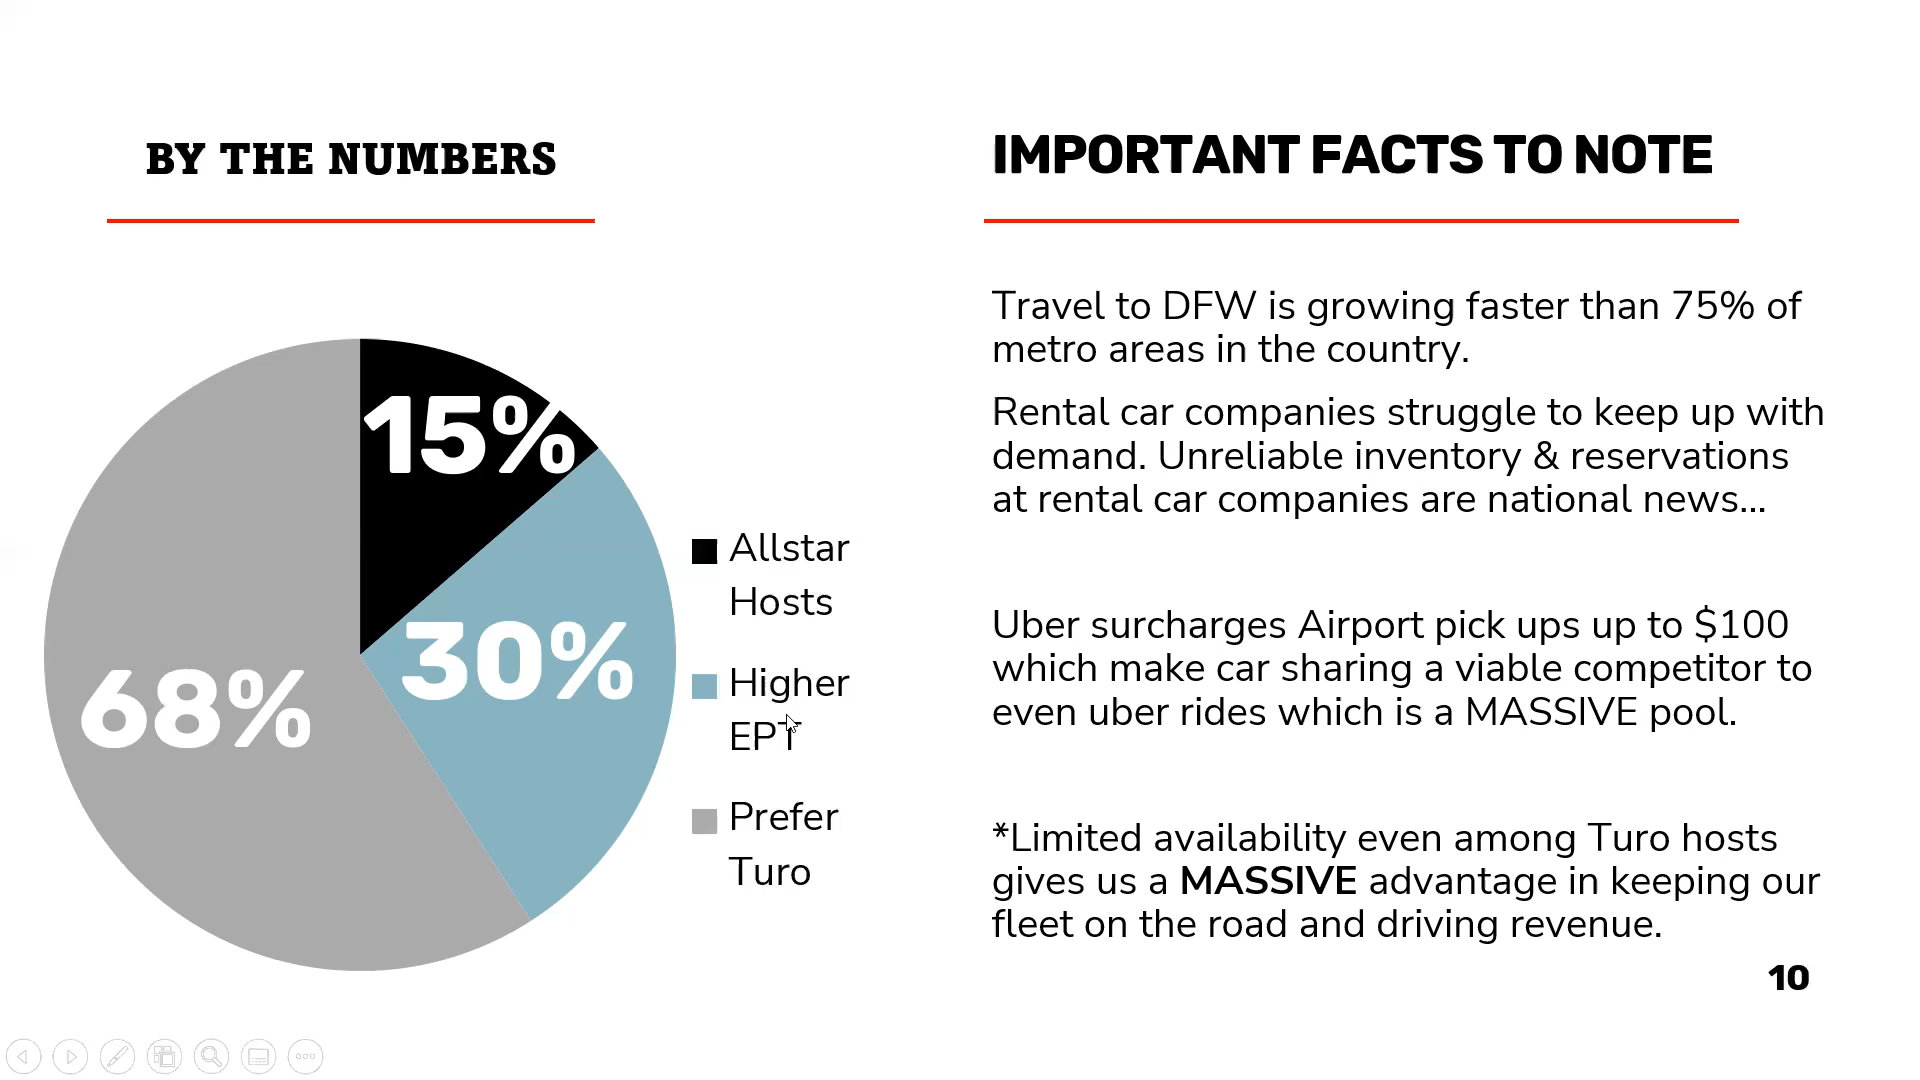 BY THE NUMBERS
15%
30%
68%
Allstar
Hosts
Higher
EPT
Prefer
Turo
IMPORTANT FACTS TO NOTE
Travel to DFW is growing faster than 75% of
metro areas in the country.
Rental car companies struggle to keep up with
demand. Unreliable inventory & reservations
at rental car companies are national news...
Uber surcharges Airport pick ups up to $100
which make car sharing a viable competitor to
even uber rides which is a MASSIVE pool.
*Limited availability even among Turo hosts
gives us a MASSIVE advantage in keeping our
fleet on the road and driving revenue.
10